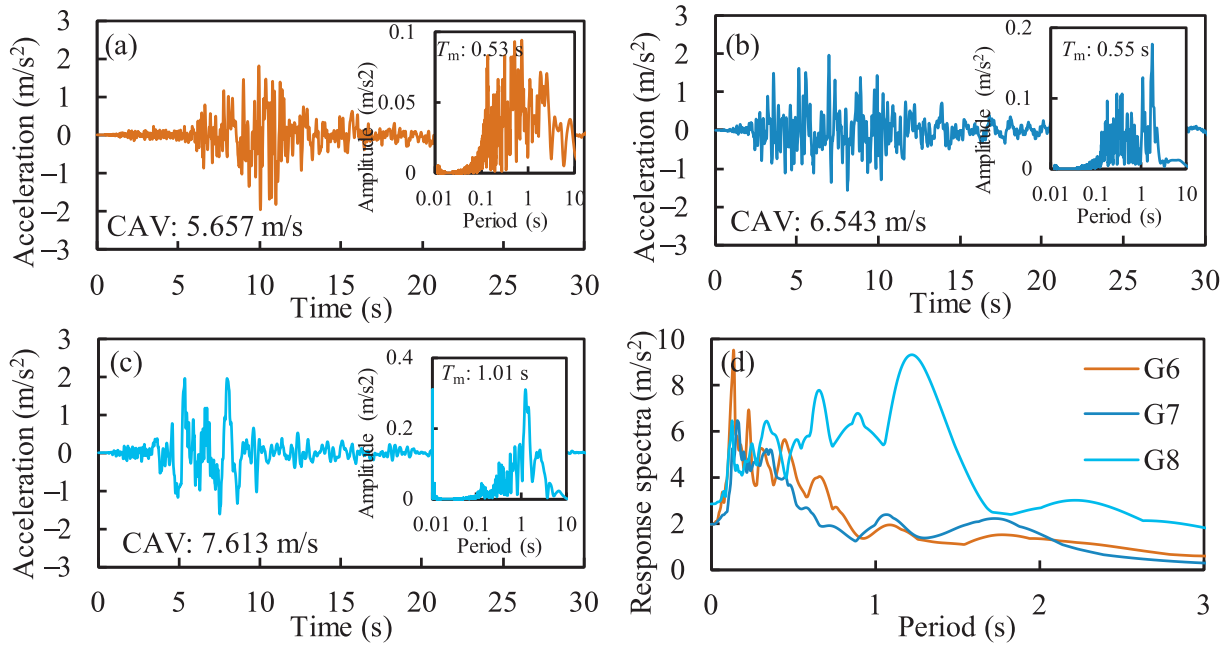 (a)
Acceleration (m/s²)
3
2
1
0
−1
−2
−3
CAV: 5.657 m/s
0 5 10 15 20 25 30
Time (s)
Tm: 0.53 s
Amplitude (m/s2)
0.1
0.05
0
0.01 0.1 1 10
Period (s)
(b)
Acceleration (m/s²)
3
2
1
0
−1
−2
−3
CAV: 6.543 m/s
0 5 10 15 20 25 30
Time (s)
Tm: 0.55 s
Amplitude (m/s²)
0.2
0.1
0
0.01 0.1 1 10
Period (s)
(c)
Acceleration (m/s²)
3
2
1
0
−1
−2
−3
CAV: 7.613 m/s
0 5 10 15 20 25 30
Time (s)
Tm: 1.01 s
Amplitude (m/s2)
0.4
0.2
0
0.01 0.1 1 10
Period (s)
(d)
Response spectra (m/s²)
10
8
6
4
2
0
G6
G7
G8
0 1 2 3
Period (s)